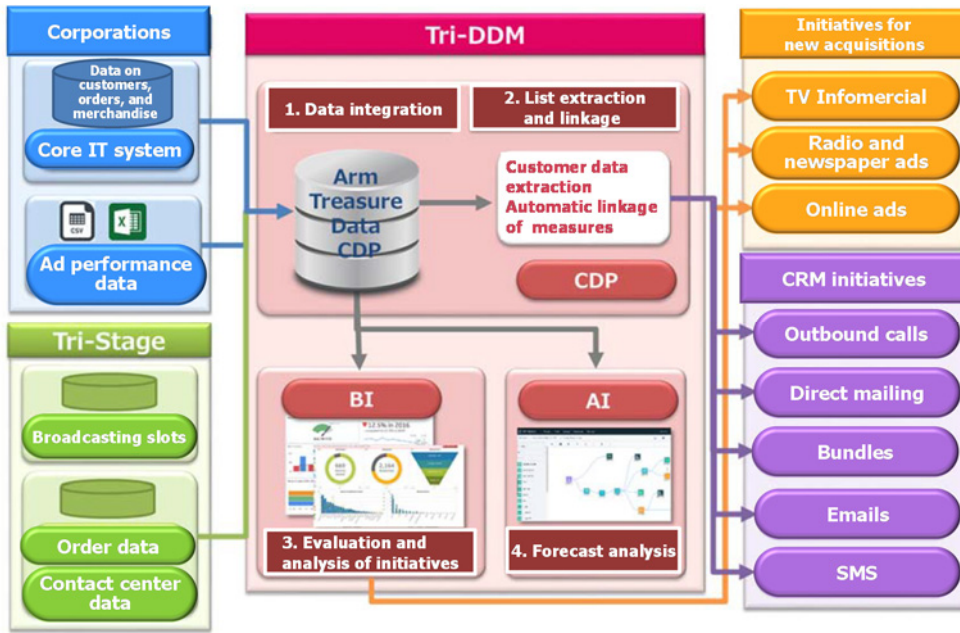 Corporations
Data on
customers,
orders, and
merchandise
Core IT system
CSV
Ad performance
data
Tri-Stage
Broadcasting slots
Order data
Contact center
data
Tri-DDM
1. Data integration
2. List extraction
and linkage
Arm
Treasure
Data
CDP
Customer data
extraction
Automatic linkage
of measures
CDP
BI
12.5% in 2016
3. Evaluation and
analysis of initiatives
AI
4. Forecast analysis
Initiatives for
new acquisitions
TV Infomercial
Radio and
newspaper ads
Online ads
CRM initiatives
Outbound calls
Direct mailing
Bundles
Emails
SMS